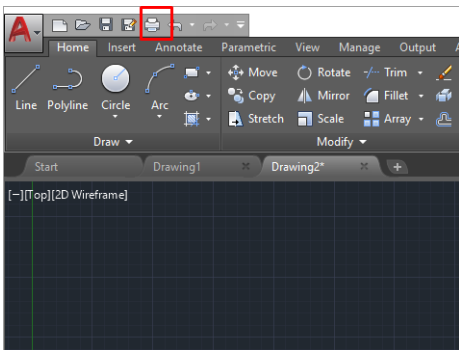 A
Home Insert Annotate Parametric View Manage Output
Line Polyline Circle Arc
Move Rotate Trim
Copy Mirror Fillet
Stretch Scale Array
Draw Modify
Start Drawing1 Drawing2*
[−][Top][2D Wireframe]